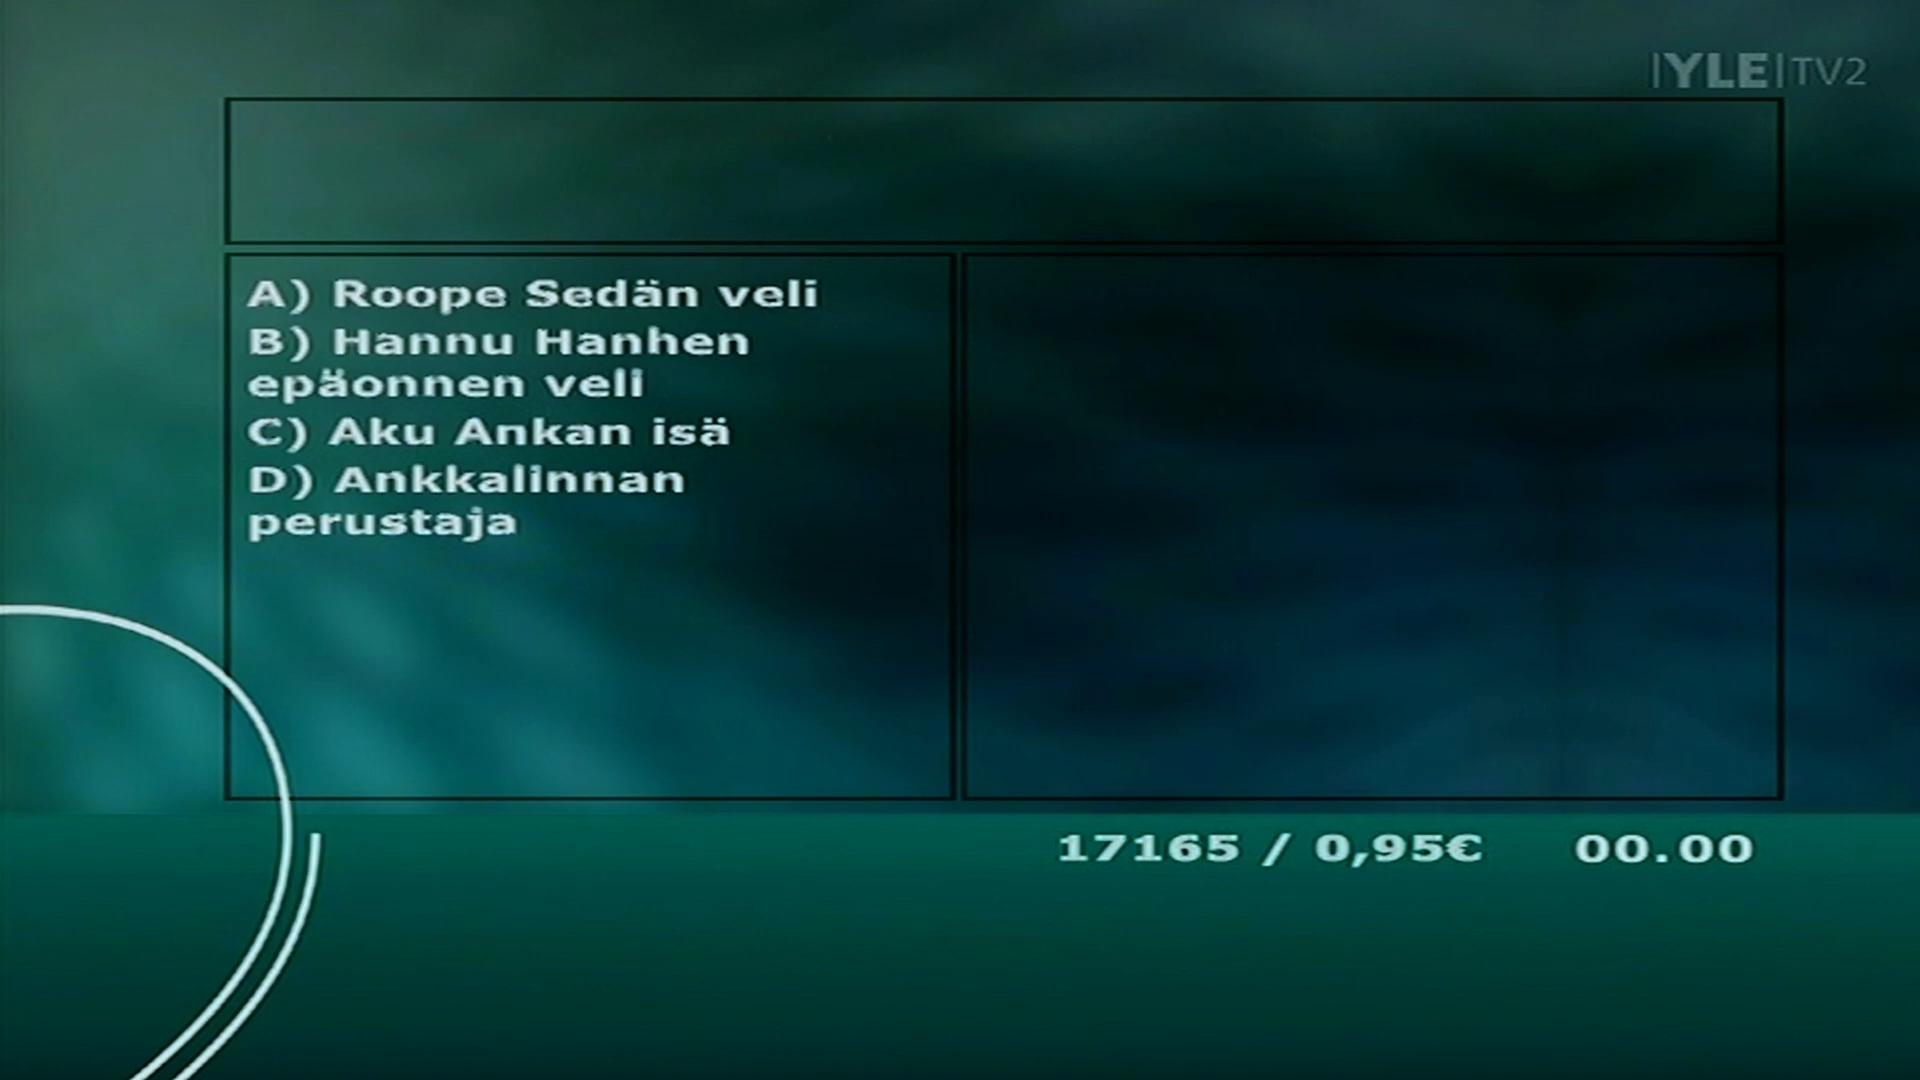 |YLE|TV2
A) Roope Sedän veli
B) Hannu Hanhen
epäonnen veli
C) Aku Ankan isä
D) Ankkalinnan
perustaja
17165 / 0,95€ 00.00